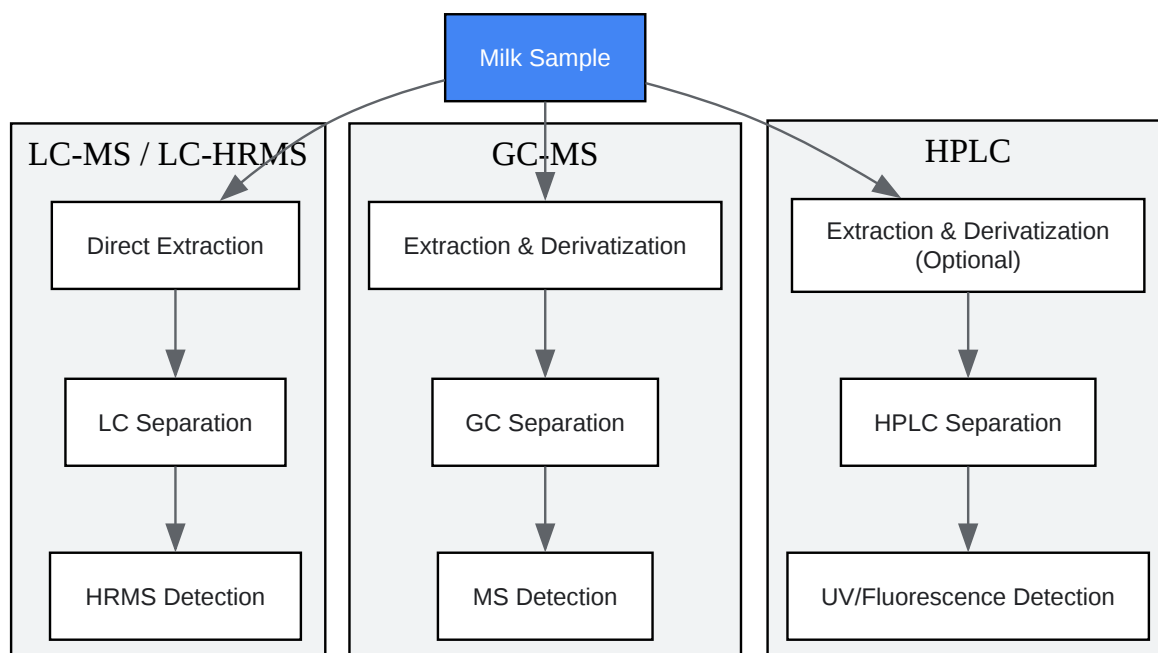 Milk Sample
LC-MS / LC-HRMS
Direct Extraction
LC Separation
HRMS Detection
GC-MS
Extraction & Derivatization
GC Separation
MS Detection
HPLC
Extraction & Derivatization
(Optional)
HPLC Separation
UV/Fluorescence Detection